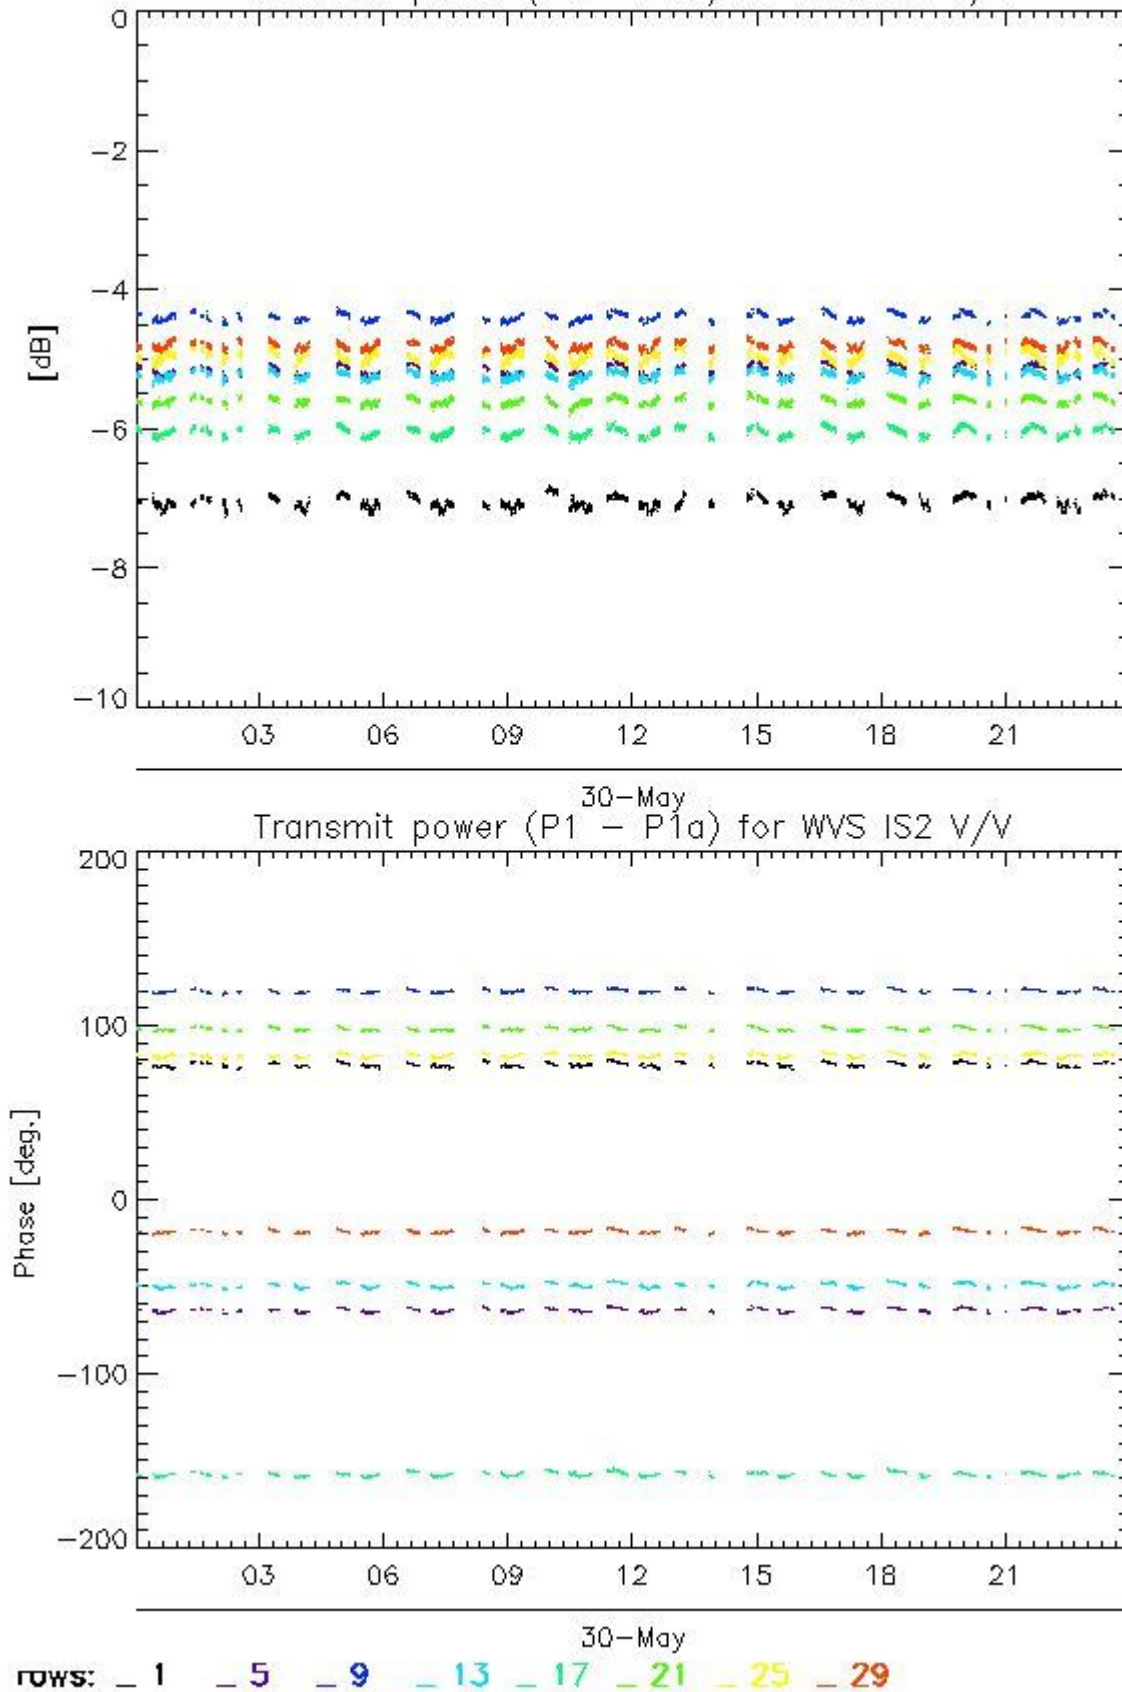 0
-2
-4
[dB]
-6
-8
-10
03 06 09 12 15 18 21
30-May
Transmit power (P1 - P1a) for WVS IS2 V/V
200
100
0
Phase [deg.]
-100
-200
03 06 09 12 15 18 21
30-May
rows: _ 1 _ 5 _ 9 _ 13 _ 17 _ 21 _ 25 _ 29